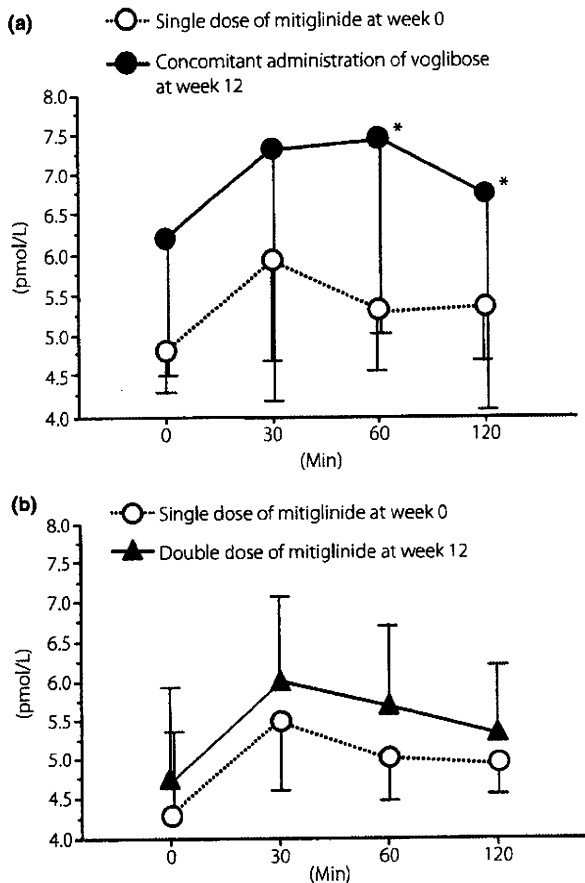 (a)
Single dose of mitiglinide at week 0
Concomitant administration of voglibose
at week 12
8.0
7.5
7.0
6.5
6.0
5.5
5.0
4.5
4.0
(pmol/L)
*
*
0
30
60
120
(Min)
(b)
Single dose of mitiglinide at week 0
Double dose of mitiglinide at week 12
8.0
7.5
7.0
6.5
6.0
5.5
5.0
4.5
4.0
(pmol/L)
0
30
60
120
(Min)